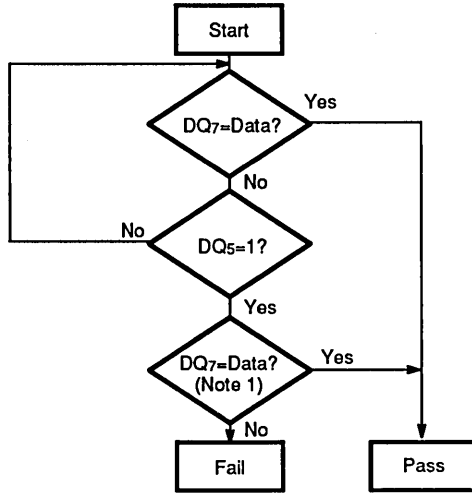 Start
Yes
DQ7=Data?
No
No
DQ5=1?
Yes
DQ7=Data?
(Note 1)
Yes
No
Fail
Pass